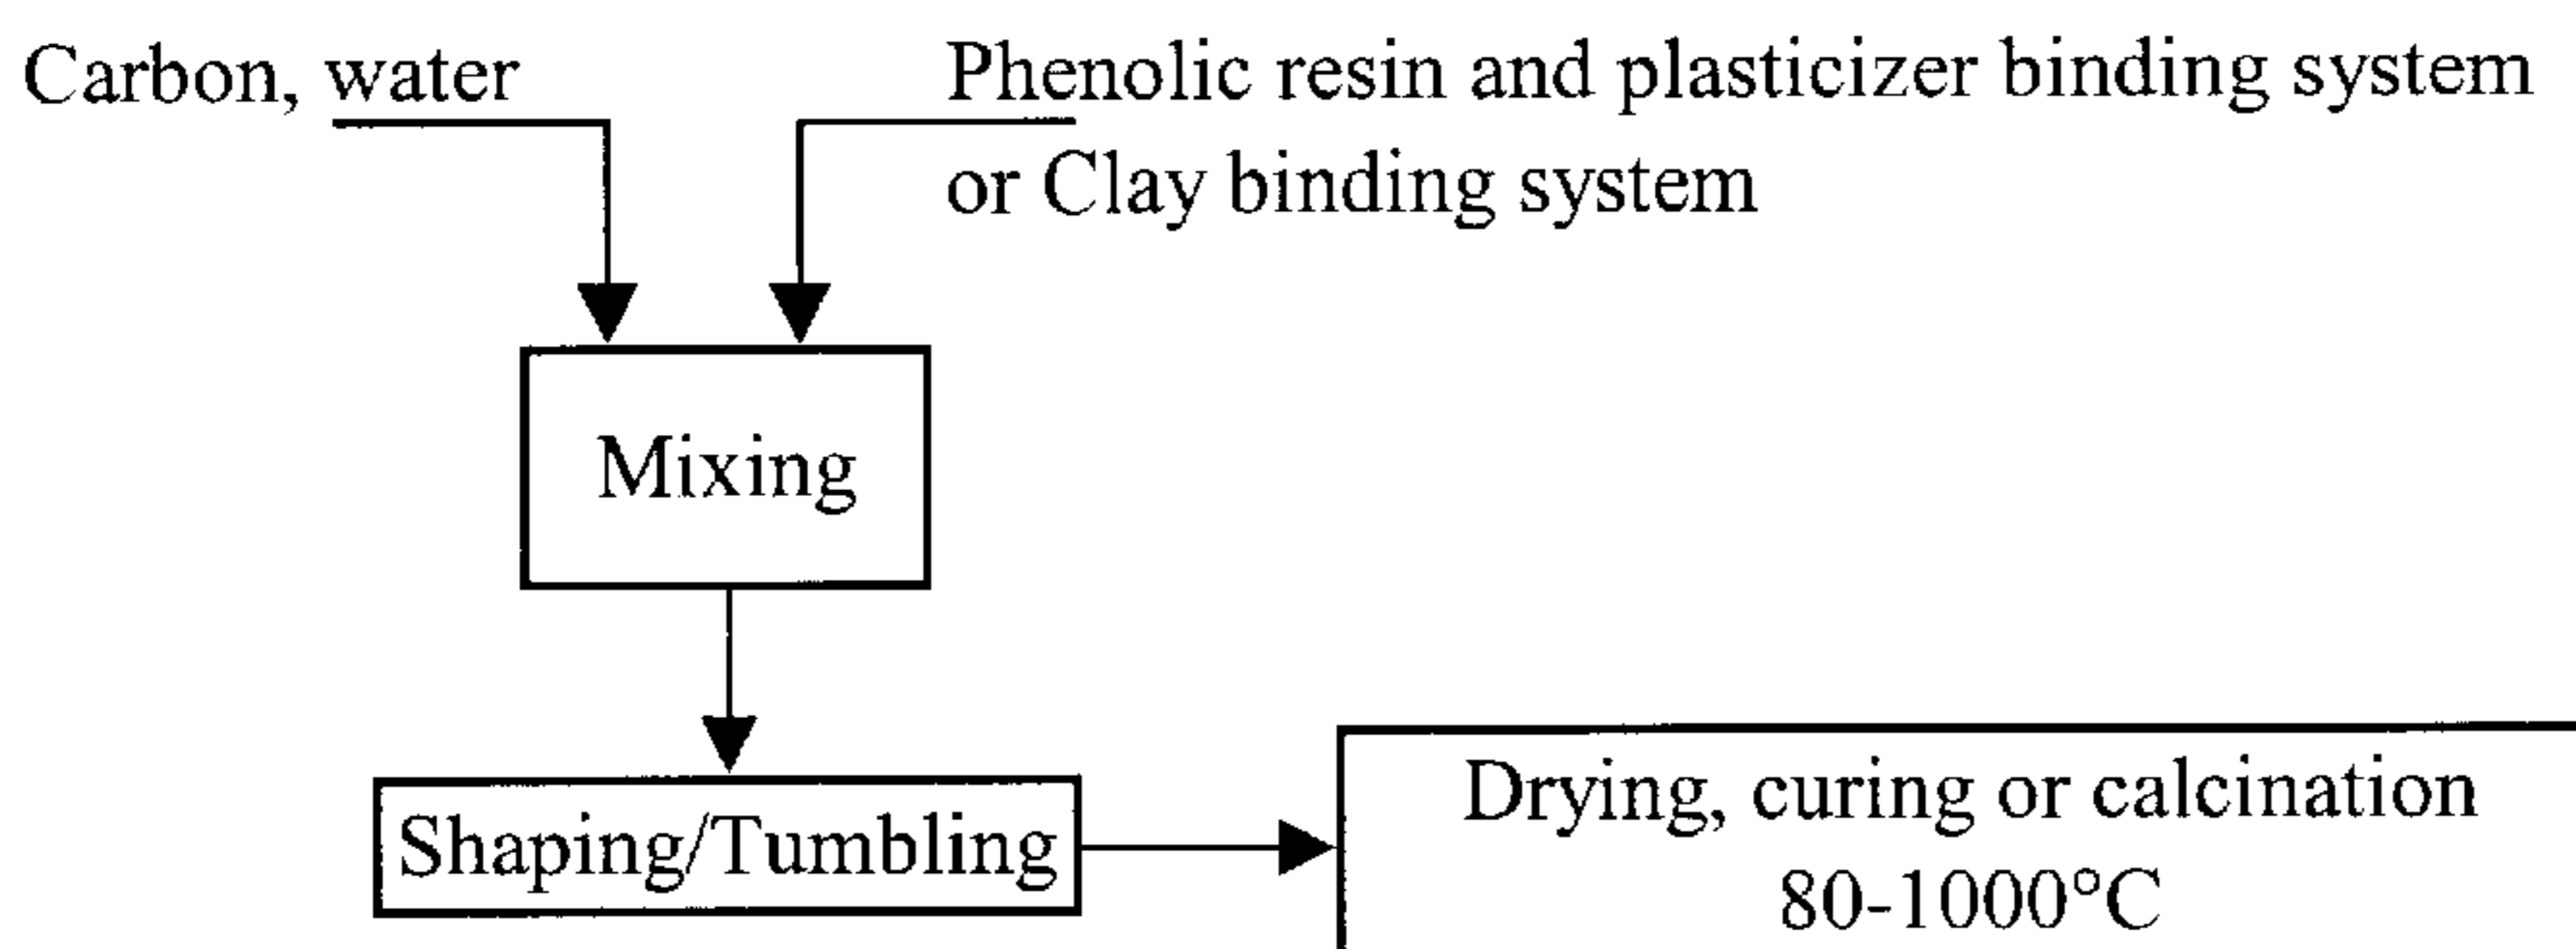 Carbon, water
Phenolic resin and plasticizer binding system
or Clay binding system
Mixing
Shaping/Tumbling
Drying, curing or calcination
80-1000°C